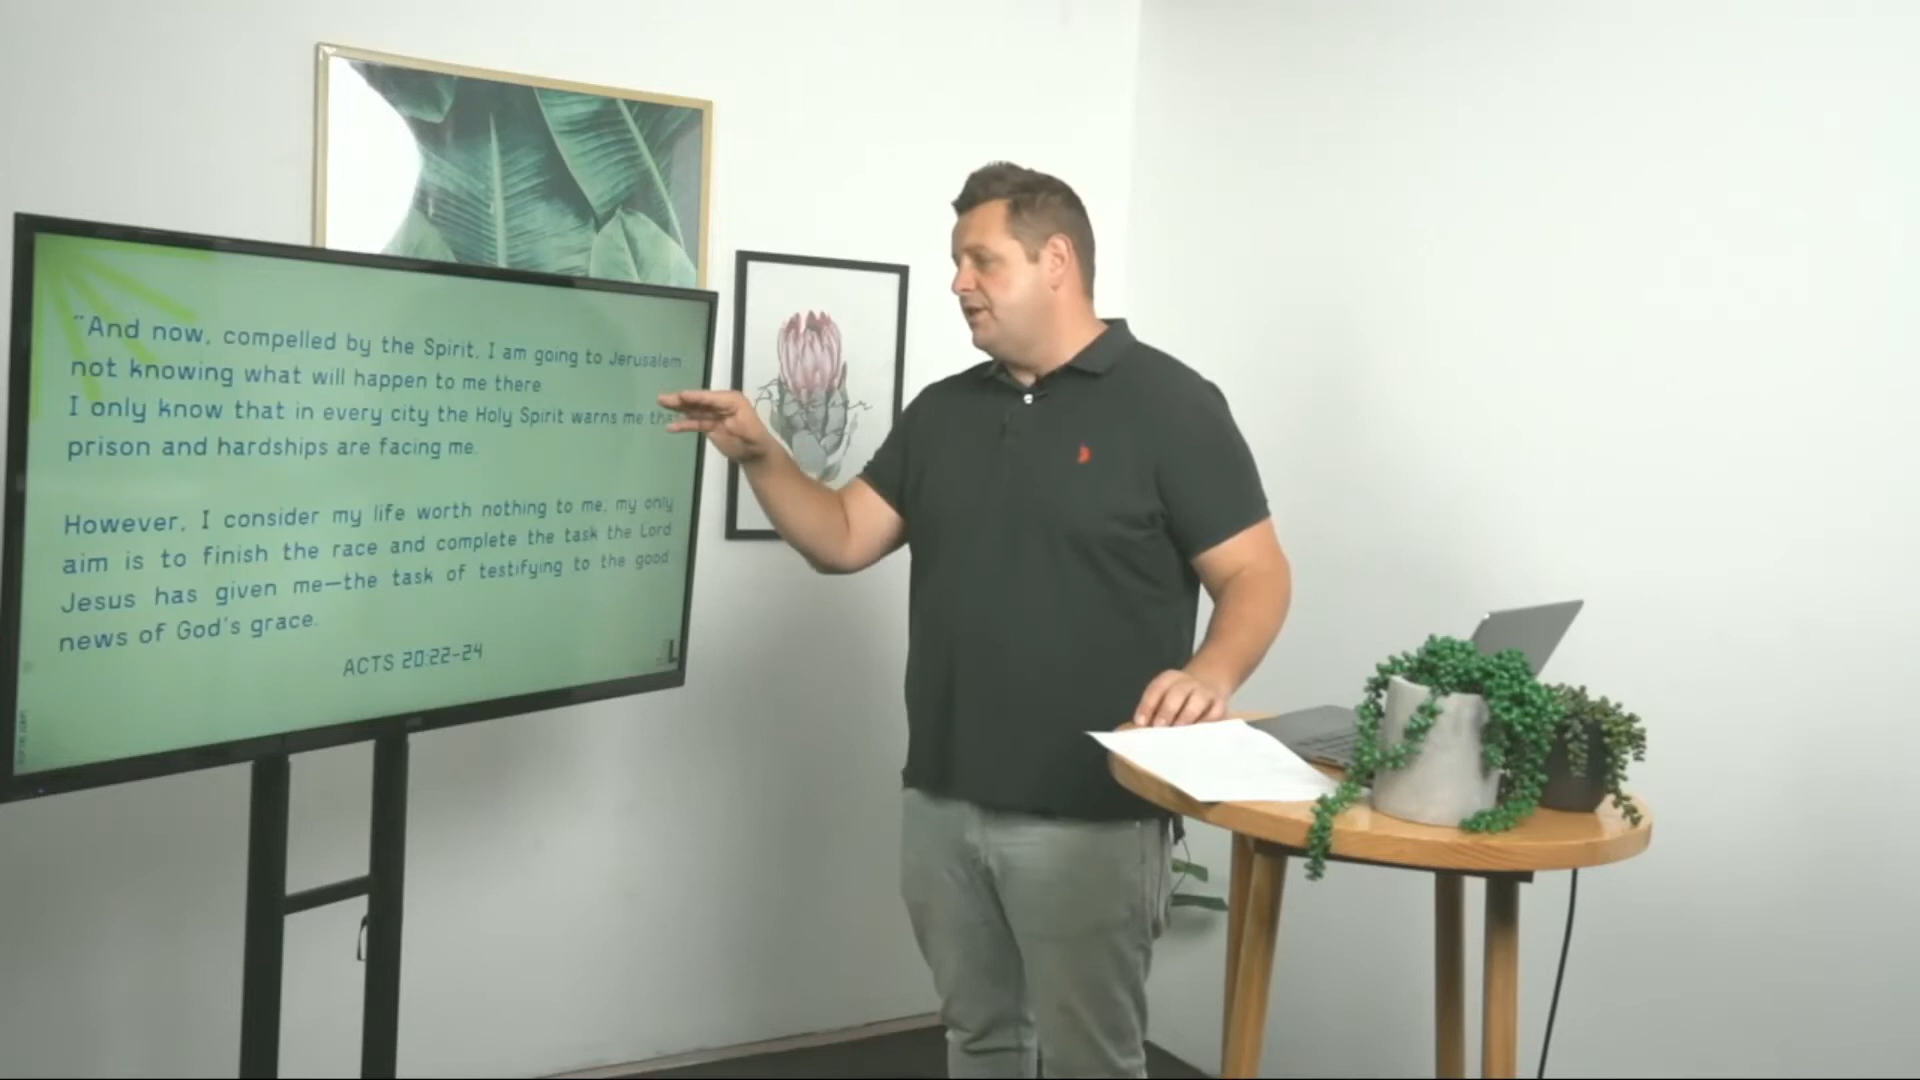 "And now, compelled by the Spirit, I am going to Jerusalem
not knowing what will happen to me there
I only know that in every city the Holy Spirit warns me
prison and hardships are facing me.
However, I consider my life worth nothing to me; my only
aim is to finish the race and complete the task the Lord
Jesus has given me—the task of testifying to the good
news of God's grace.
ACTS 20:22-24